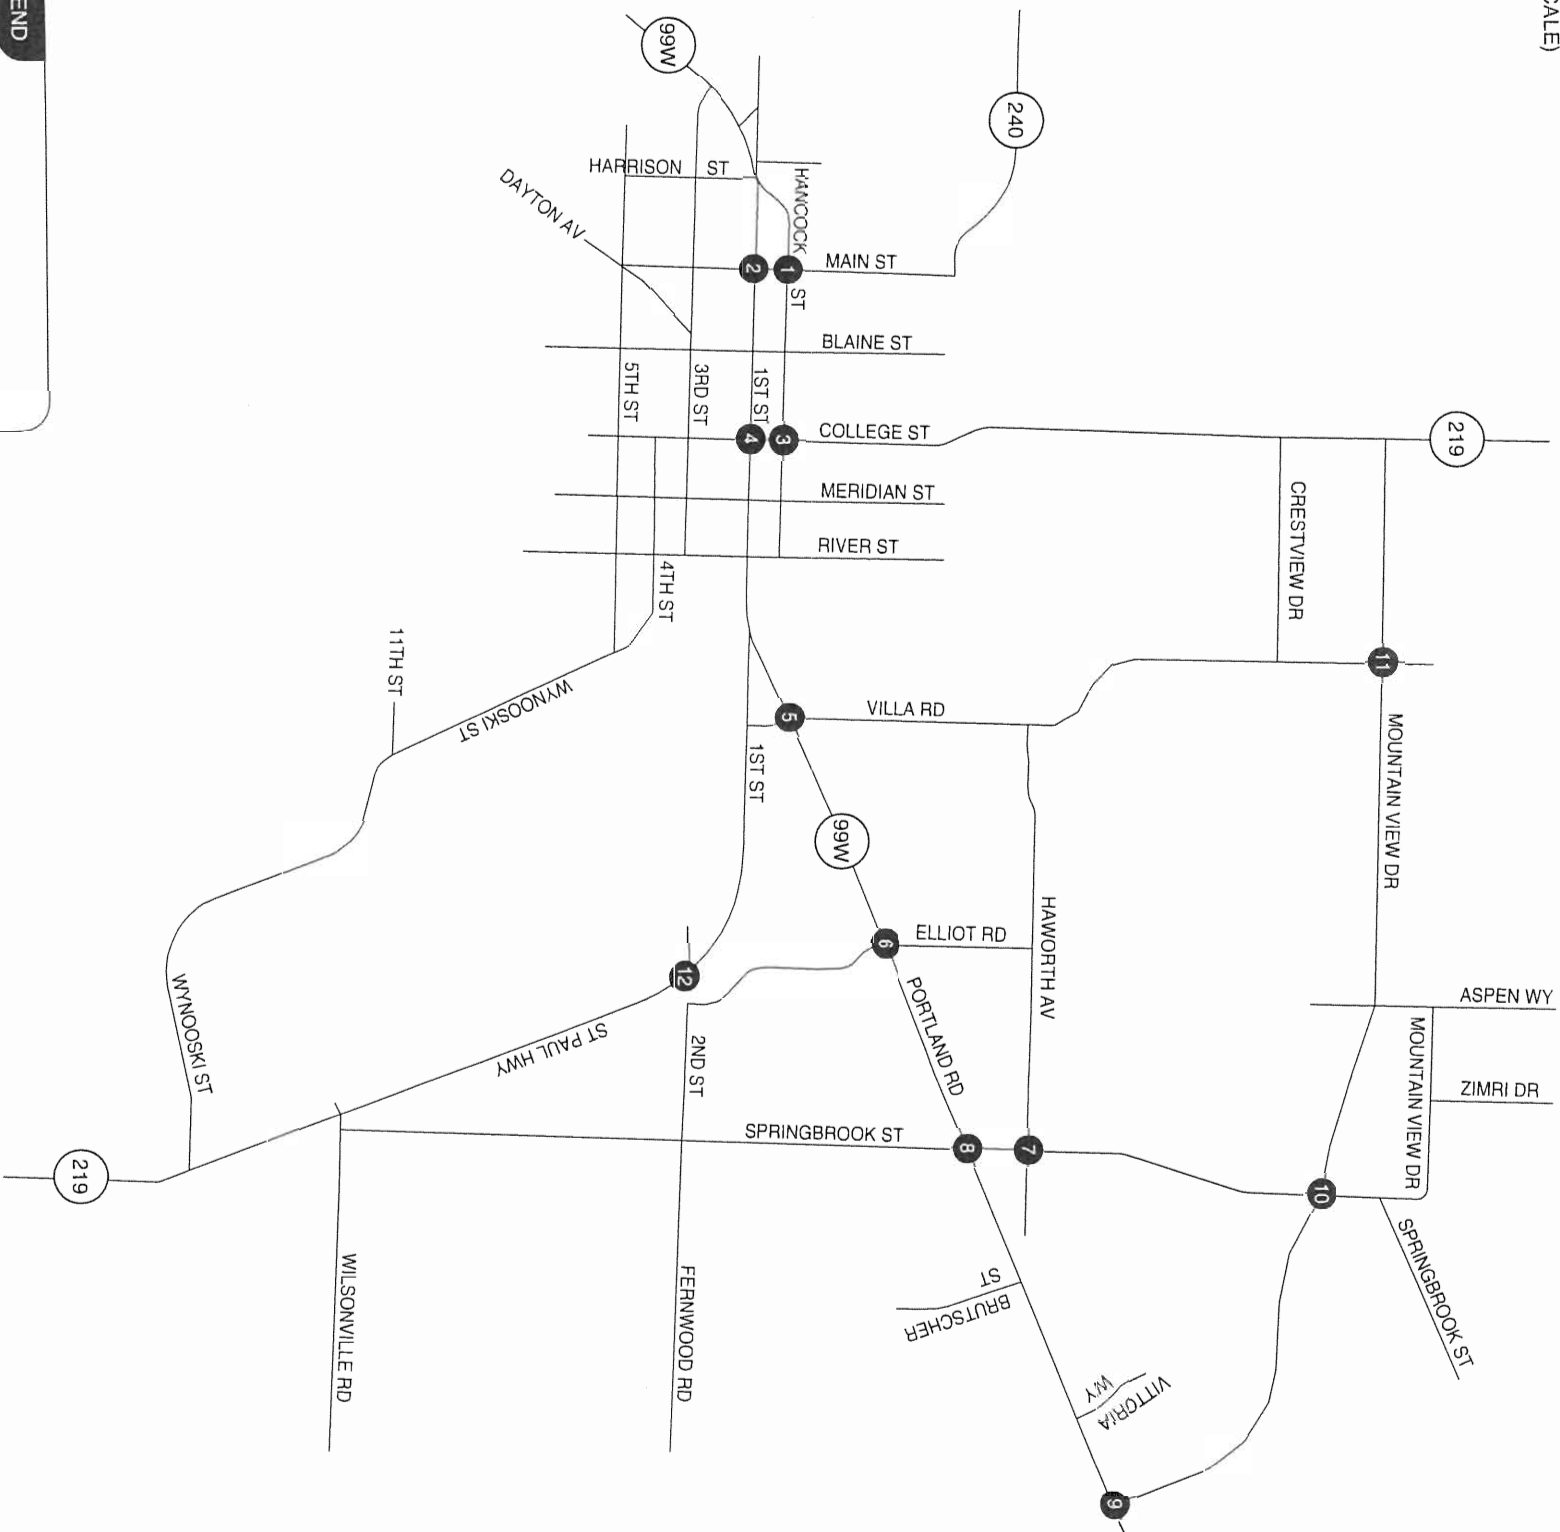 CALE)
END
99W
240
HARRISON ST
HANCOCK ST
DAYTON AV
MAIN ST
2
1
BLAINE ST
5TH ST
3RD ST
1ST ST
4
3
COLLEGE ST
219
MERIDIAN ST
CRESTVIEW DR
RIVER ST
4TH ST
11TH ST
11
WYNOOSKI ST
5
VILLA RD
MOUNTAIN VIEW DR
1ST ST
99W
HAWORTH AV
6
ELLIOT RD
12
WYNOOSKI ST
PORTLAND RD
ASPEN WY
ST PAUL HWY
2ND ST
MOUNTAIN VIEW DR
ZIMRI DR
SPRINGBROOK ST
8
7
219
10
SPRINGBROOK ST
WILSONVILLE RD
FERNWOOD RD
BRUTSCHER
ST
VITTORIA
WY
9